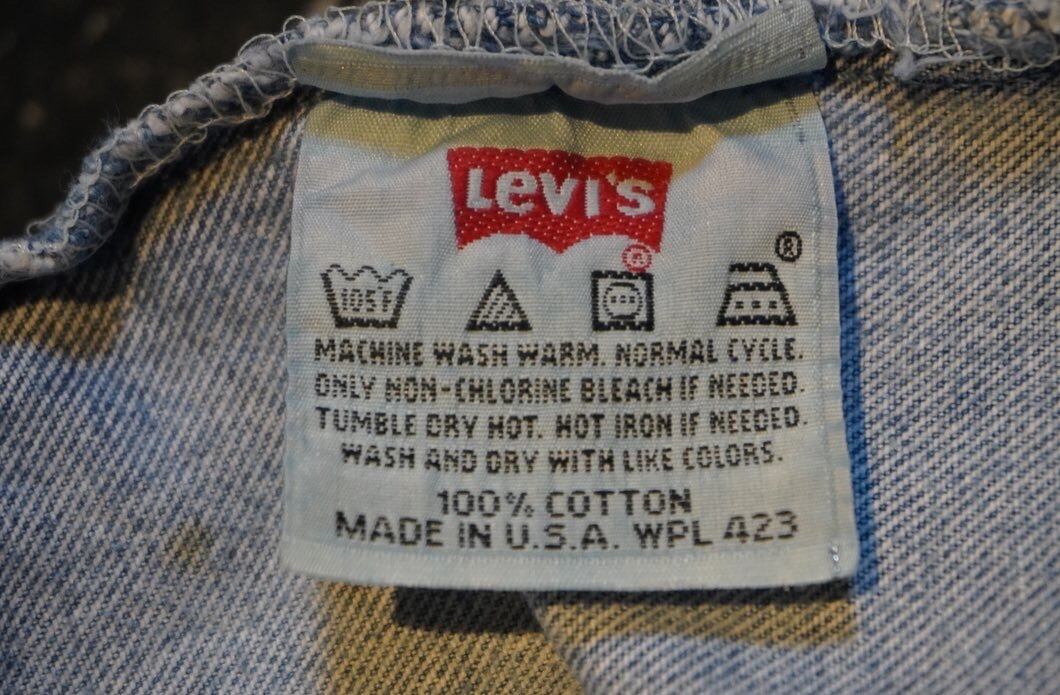 Levi's
®
®
105F
MACHINE WASH WARM. NORMAL CYCLE.
ONLY NON-CHLORINE BLEACH IF NEEDED.
TUMBLE DRY HOT. HOT IRON IF NEEDED.
WASH AND DRY WITH LIKE COLORS.
100% COTTON
MADE IN U.S.A. WPL 423